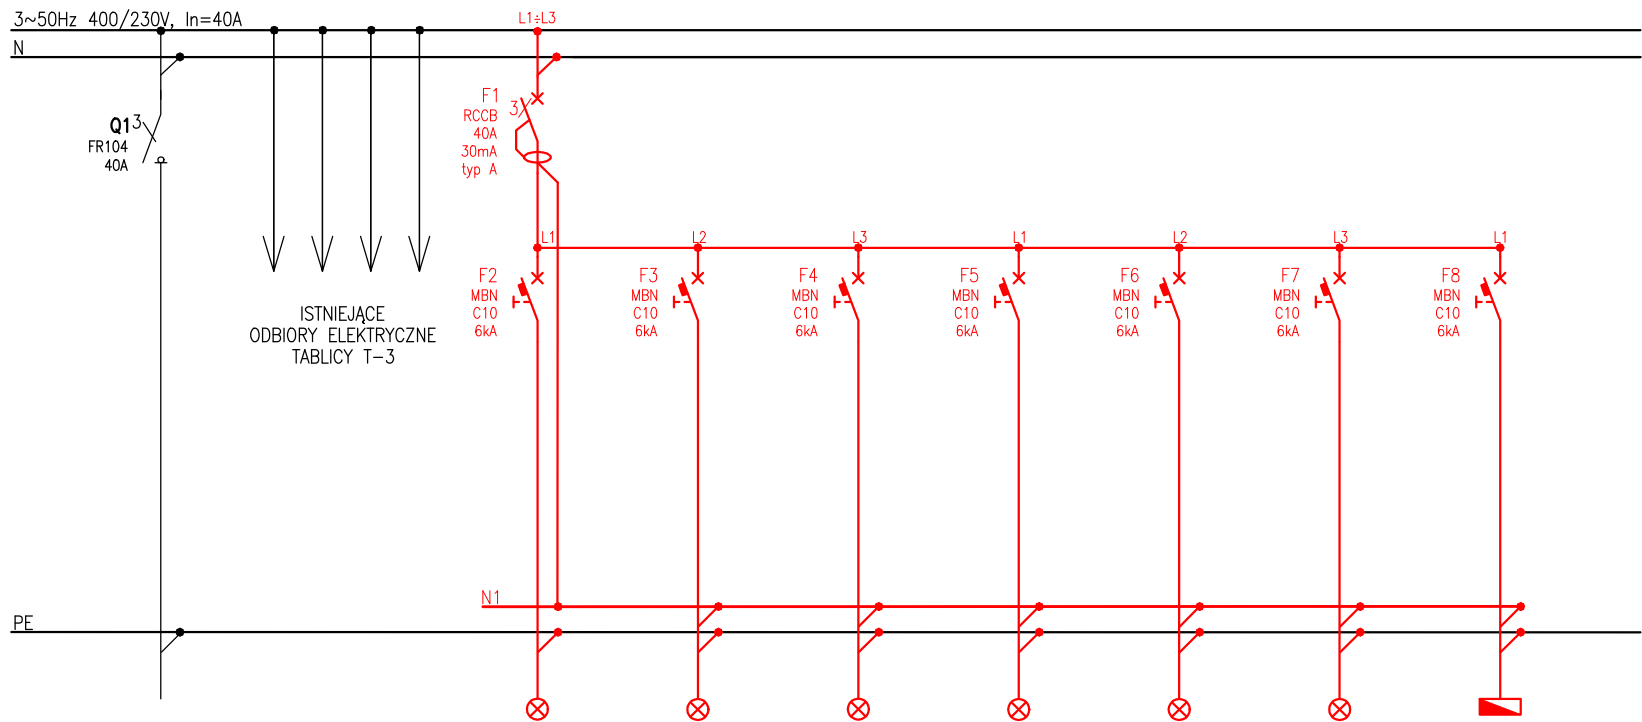 3~50Hz 400/230V, In=40A
L1÷L3
N
F1
3
RCCB
40A
30mA
typ A
Q1
3
FR104
40A
L1
L2
L3
L1
L2
L3
L1
F2
MBN
C10
6kA
F3
MBN
C10
6kA
F4
MBN
C10
6kA
F5
MBN
C10
6kA
F6
MBN
C10
6kA
F7
MBN
C10
6kA
F8
MBN
C10
6kA
ISTNIEJĄCE
ODBIORY ELEKTRYCZNE
TABLICY T-3
N1
PE